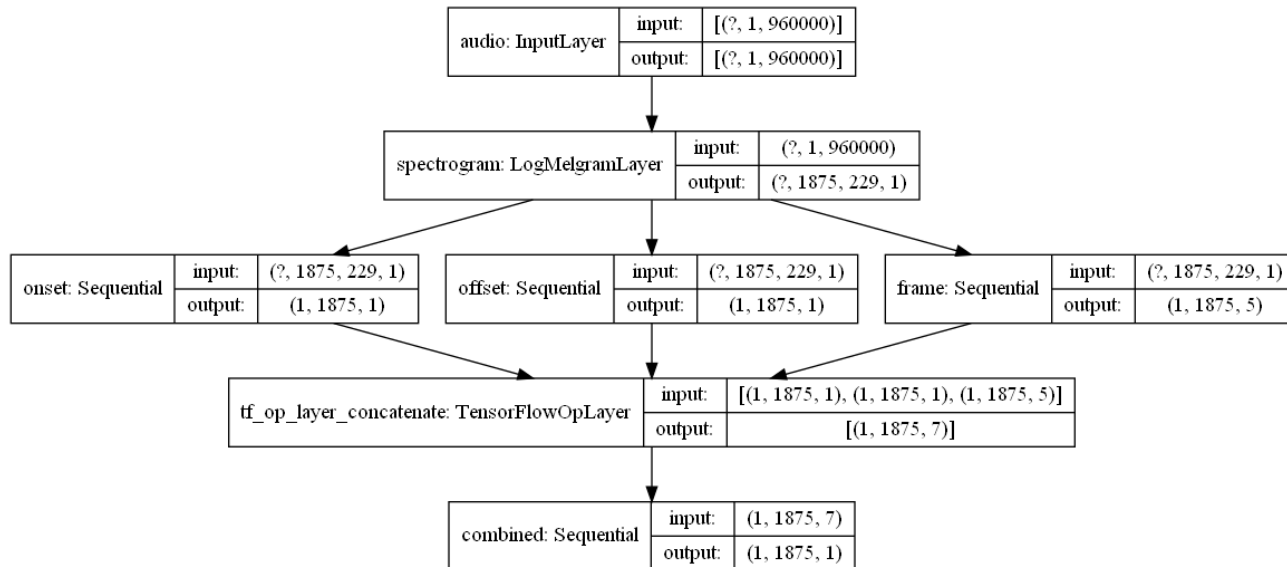 audio: InputLayer
input: [(?, 1, 960000)]
output: [(?, 1, 960000)]
spectrogram: LogMelgramLayer
input: (?, 1, 960000)
output: (?, 1875, 229, 1)
onset: Sequential
input: (?, 1875, 229, 1)
output: (1, 1875, 1)
offset: Sequential
input: (?, 1875, 229, 1)
output: (1, 1875, 1)
frame: Sequential
input: (?, 1875, 229, 1)
output: (1, 1875, 5)
tf_op_layer_concatenate: TensorFlowOpLayer
input: [(1, 1875, 1), (1, 1875, 1), (1, 1875, 5)]
output: [(1, 1875, 7)]
combined: Sequential
input: (1, 1875, 7)
output: (1, 1875, 1)